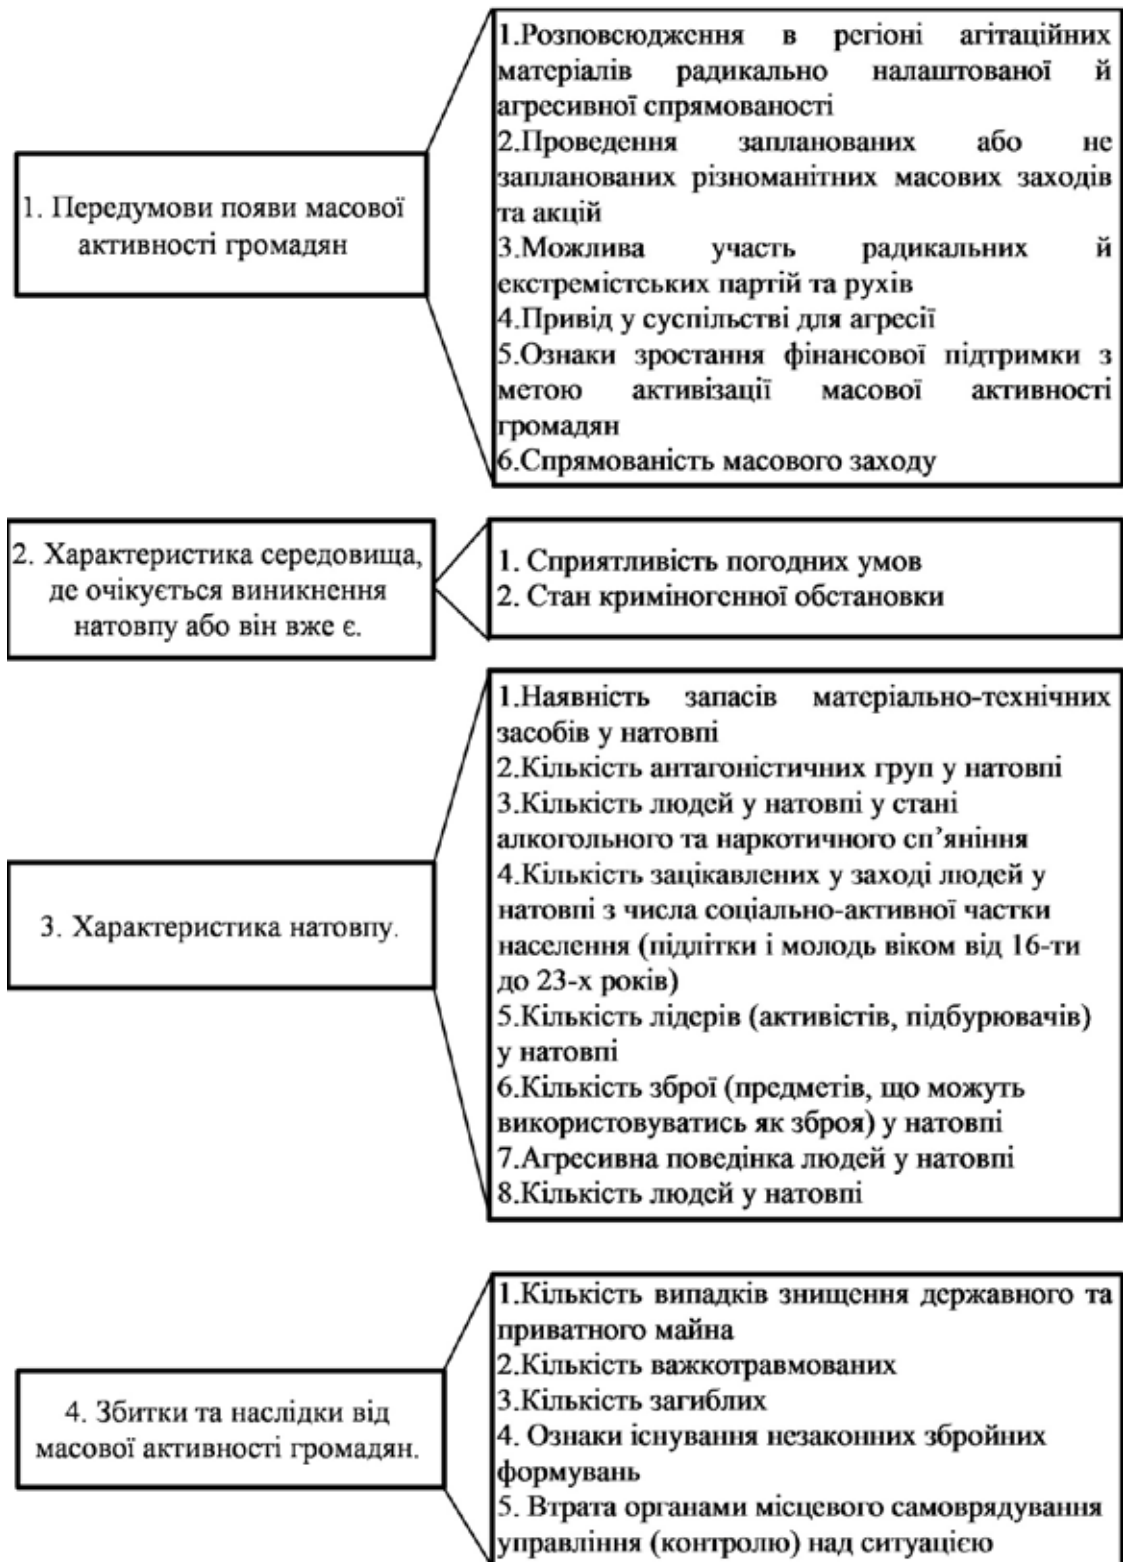 1. Передумови появи масової
активності громадян
1.Розповсюдження в регіоні агітаційних
матеріалів радикально налаштованої й
агресивної спрямованості
2.Проведення запланованих або не
запланованих різноманітних масових заходів
та акцій
3.Можлива участь радикальних й
екстремістських партій та рухів
4.Привід у суспільстві для агресії
5.Ознаки зростання фінансової підтримки з
метою активізації масової активності
громадян
6.Спрямованість масового заходу
2. Характеристика середовища,
де очікується виникнення
натовпу або він вже є.
1. Сприятливість погодних умов
2. Стан криміногенної обстановки
3. Характеристика натовпу.
1.Наявність запасів матеріально-технічних
засобів у натовпі
2.Кількість антагоністичних груп у натовпі
3.Кількість людей у натовпі у стані
алкогольного та наркотичного сп’яніння
4.Кількість зацікавлених у заході людей у
натовпі з числа соціально-активної частки
населення (підлітки і молодь віком від 16-ти
до 23-х років)
5.Кількість лідерів (активістів, підбурювачів)
у натовпі
6.Кількість зброї (предметів, що можуть
використовуватись як зброя) у натовпі
7.Агресивна поведінка людей у натовпі
8.Кількість людей у натовпі
4. Збитки та наслідки від
масової активності громадян.
1.Кількість випадків знищення державного та
приватного майна
2.Кількість важкотравмованих
3.Кількість загиблих
4. Ознаки існування незаконних збройних
формувань
5. Втрата органами місцевого самоврядування
управління (контролю) над ситуацією